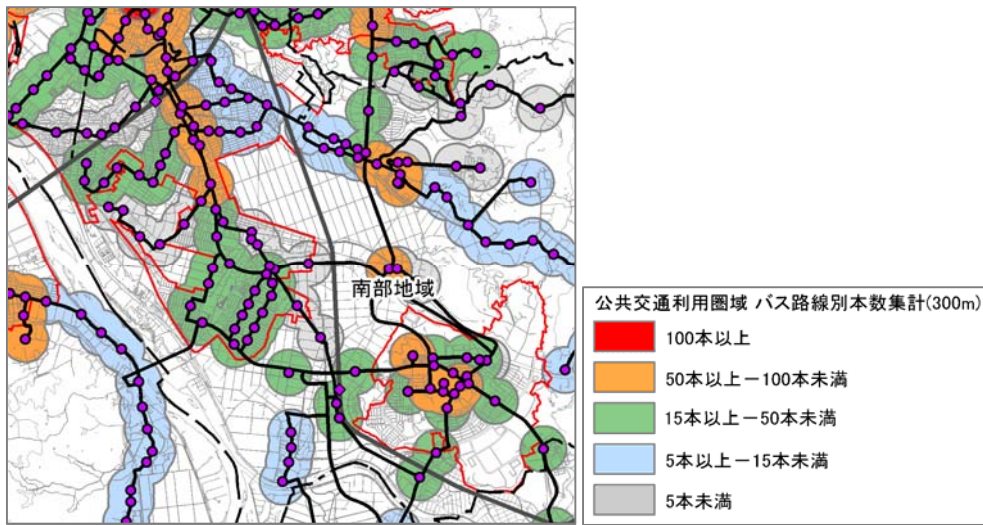 南部地域
公共交通利用圏域 バス路線別本数集計(300m)
100本以上
50本以上－100本未満
15本以上－50本未満
5本以上－15本未満
5本未満